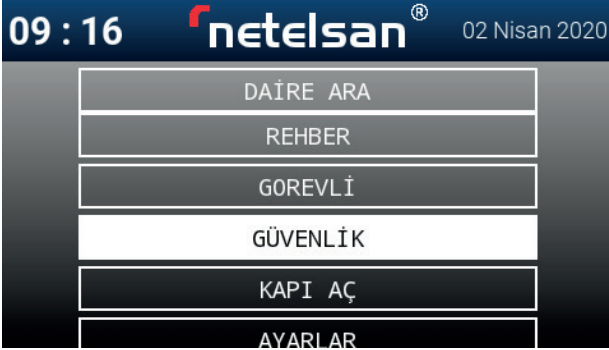 09 : 16 netelsan® 02 Nisan 2020
DAİRE ARA
REHBER
GOREVLİ
GÜVENLİK
KAPI AÇ
AYARLAR